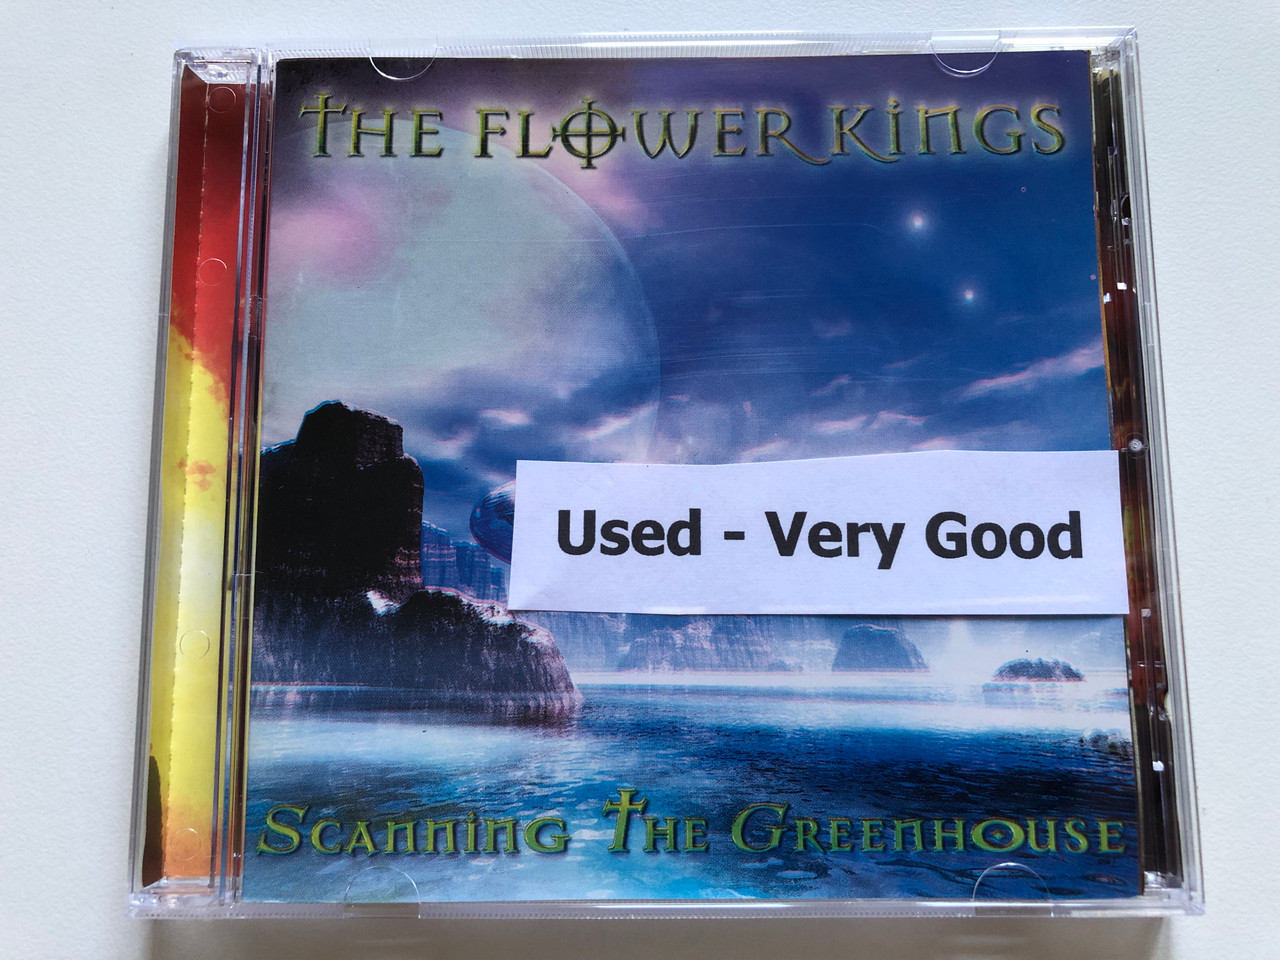 THE FLOWER KINGS
Used - Very Good
SCANNING THE GREENHOUSE